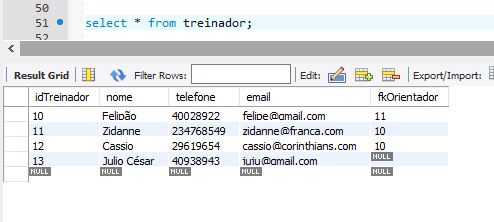 50
51 select * from treinador;
52
Result Grid Filter Rows: Edit: Export/Import:
idTreinador nome telefone email fkOrientador
10 Felipão 40028922 felipe@gmail.com 11
11 Zidanne 234768549 zidanne@franca.com 10
12 Cassio 29619654 cassio@corinthians.com 10
13 Julio César 40938943 juju@gmail.com NULL
NULL NULL NULL NULL NULL